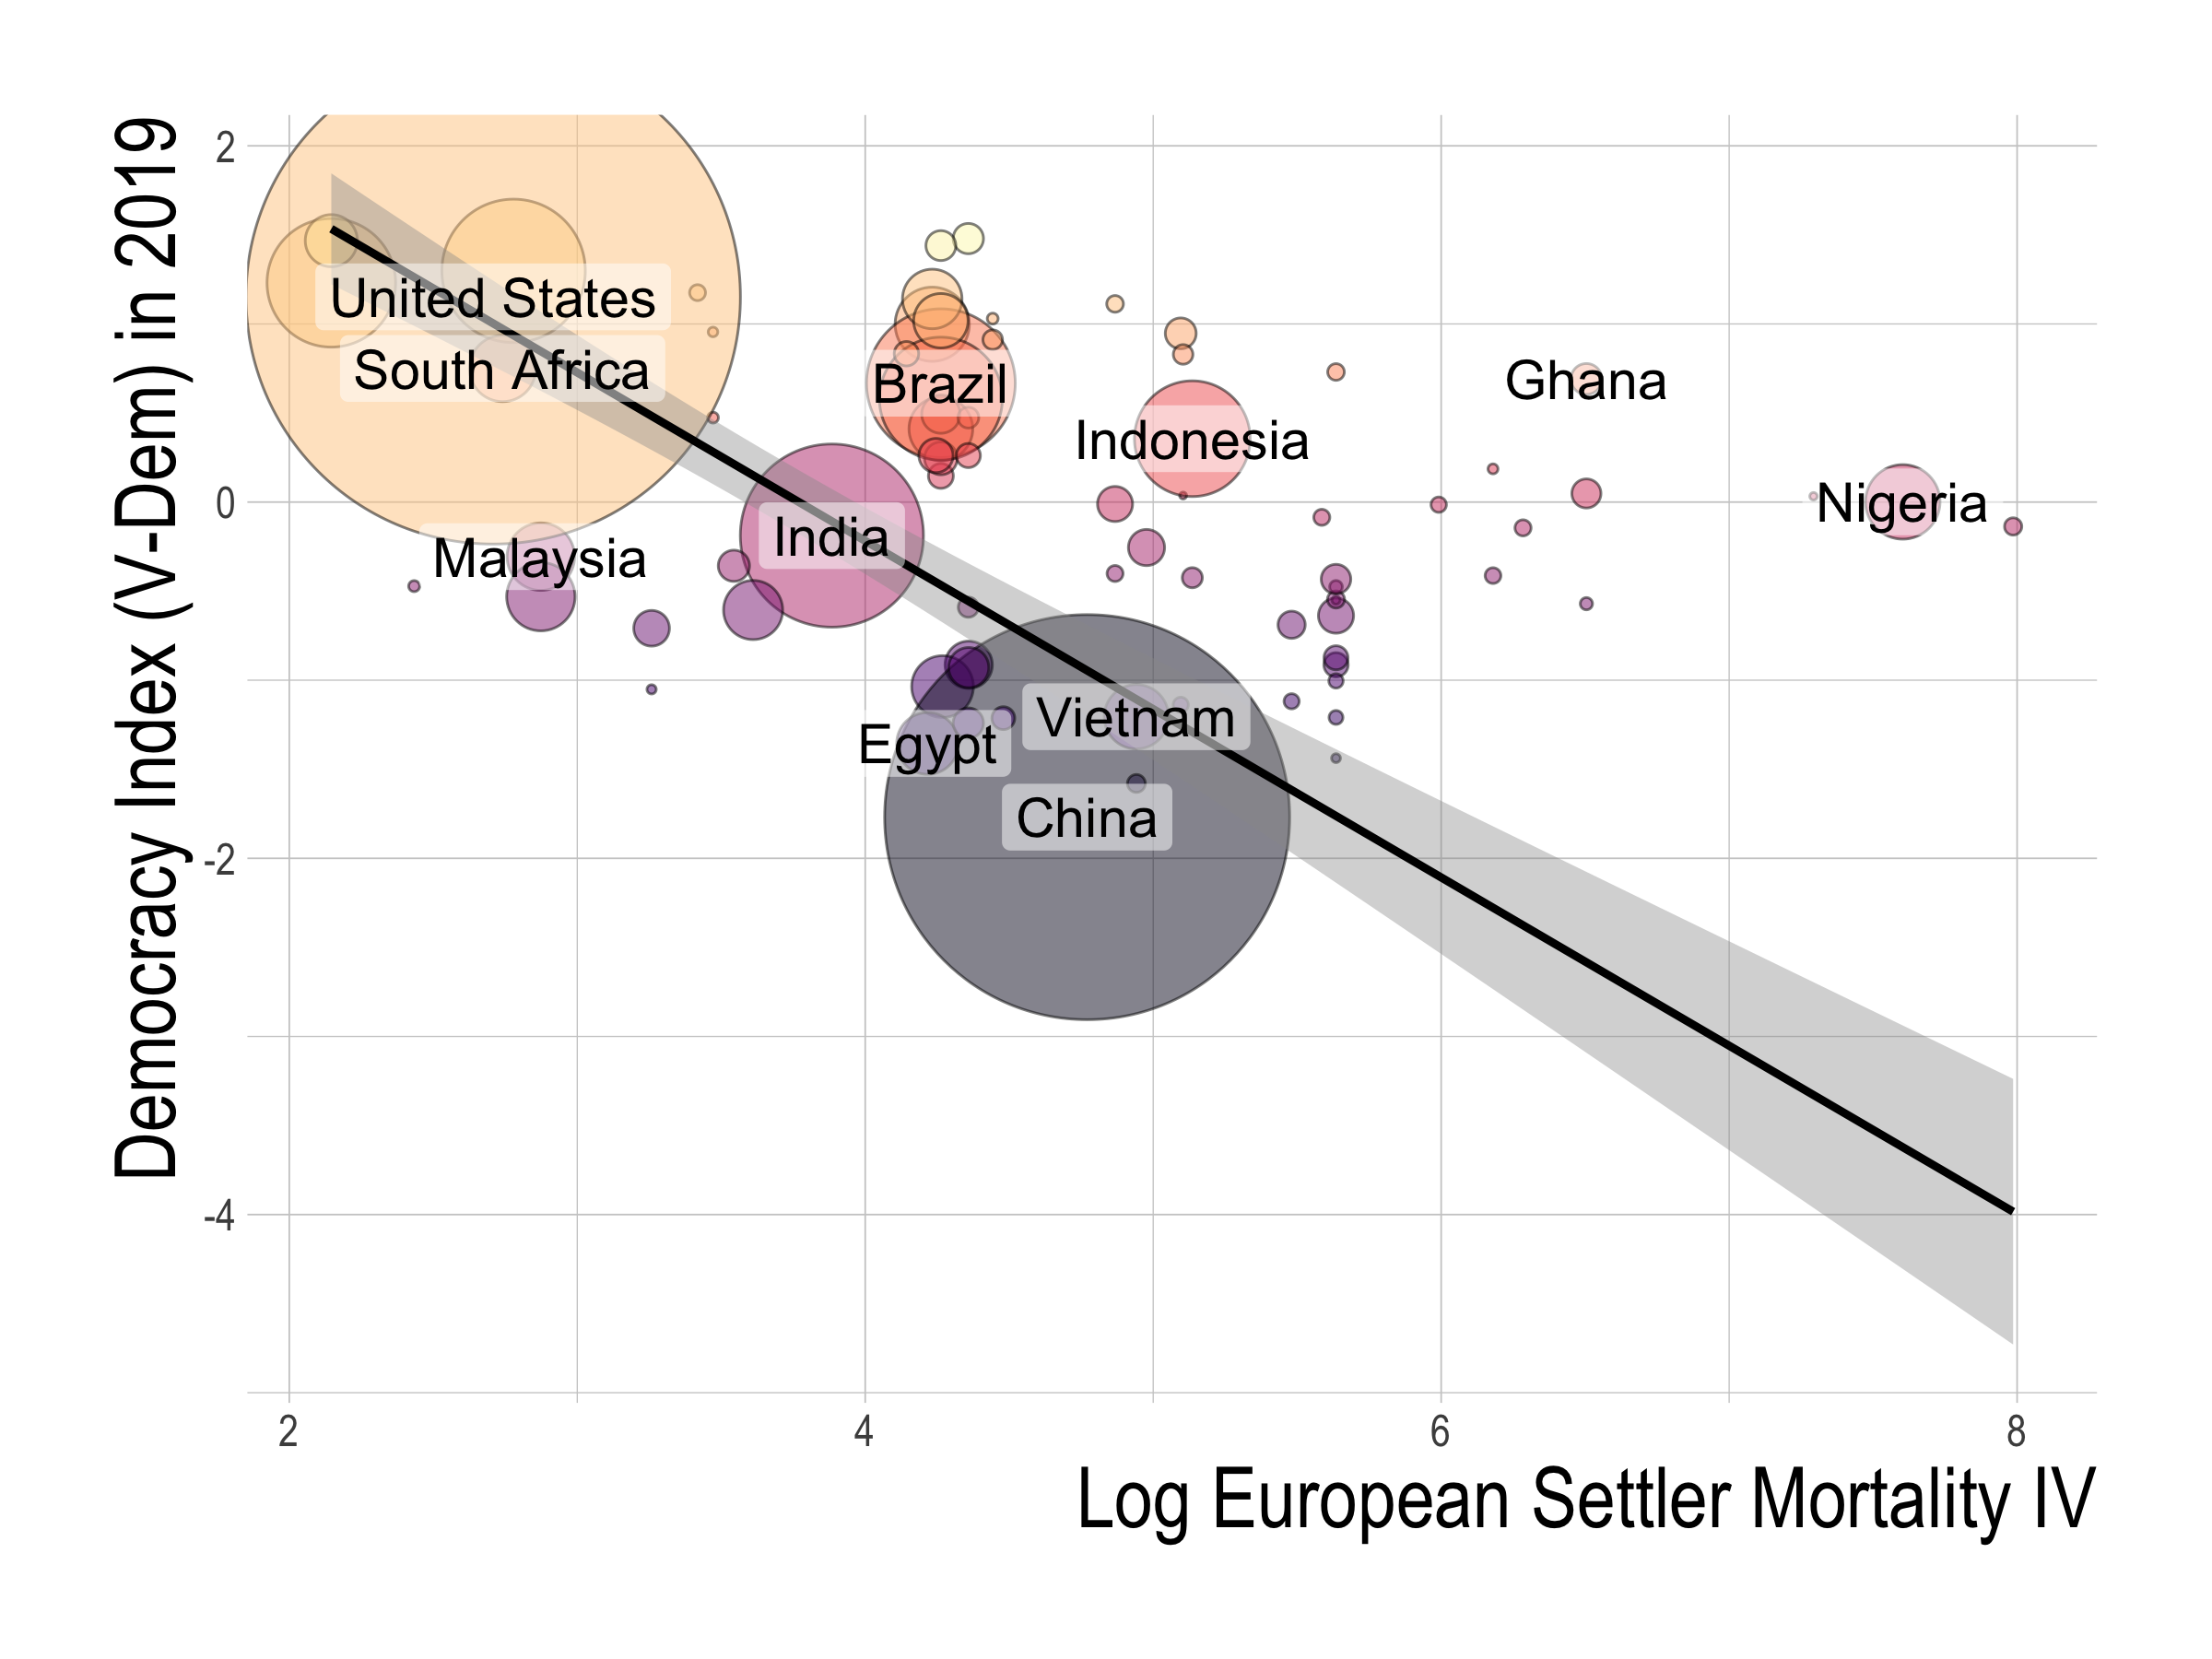 Democracy Index (V-Dem) in 2019
2
0
-2
-4
United States
South Africa
Brazil
Ghana
Indonesia
Nigeria
India
Malaysia
Vietnam
Egypt
China
2
4
6
8
Log European Settler Mortality IV